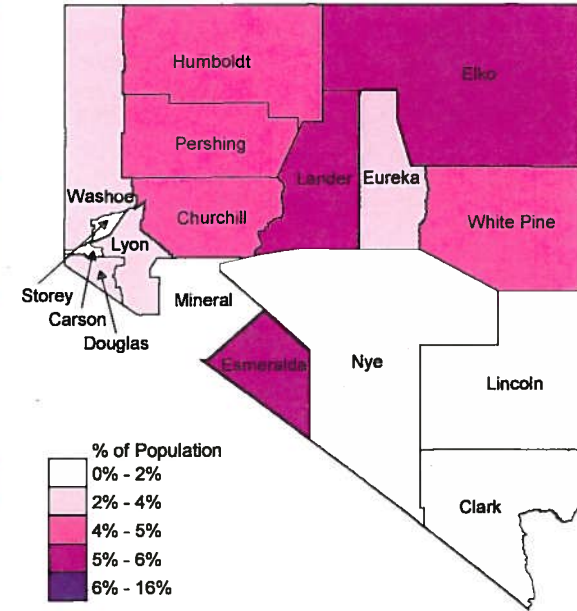 Humboldt
Elko
Pershing
Lander
Eureka
Washoe
Churchill
White Pine
Lyon
Storey
Mineral
Carson
Douglas
Esmeralda
Nye
Lincoln
% of Population
0% - 2%
2% - 4%
4% - 5%
5% - 6%
6% - 16%
Clark